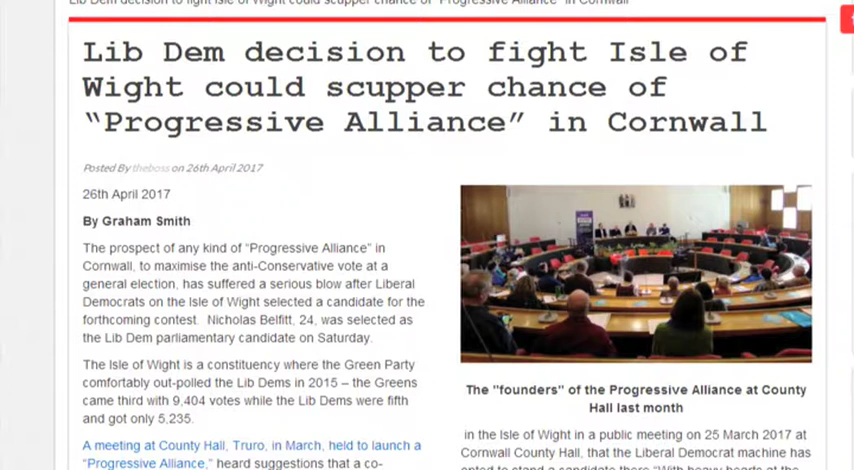 Lib Dem decision to fight Isle of Wight could scupper chance of "Progressive Alliance" in Cornwall
Lib Dem decision to fight Isle of
Wight could scupper chance of
“Progressive Alliance” in Cornwall
Posted By theboss on 26th April 2017
26th April 2017
By Graham Smith
The prospect of any kind of “Progressive Alliance” in
Cornwall, to maximise the anti-Conservative vote at a
general election, has suffered a serious blow after Liberal
Democrats on the Isle of Wight selected a candidate for the
forthcoming contest. Nicholas Belfitt, 24, was selected as
the Lib Dem parliamentary candidate on Saturday.
The Isle of Wight is a constituency where the Green Party
comfortably out-polled the Lib Dems in 2015 – the Greens
came third with 9,404 votes while the Lib Dems were fifth
and got only 5,235.
A meeting at County Hall, Truro, in March, held to launch a
“Progressive Alliance,” heard suggestions that a co-
The "founders" of the Progressive Alliance at County
Hall last month
in the Isle of Wight in a public meeting on 25 March 2017 at
Cornwall County Hall, that the Liberal Democrat machine has
opted to stand a candidate there “With heavy hearts at the